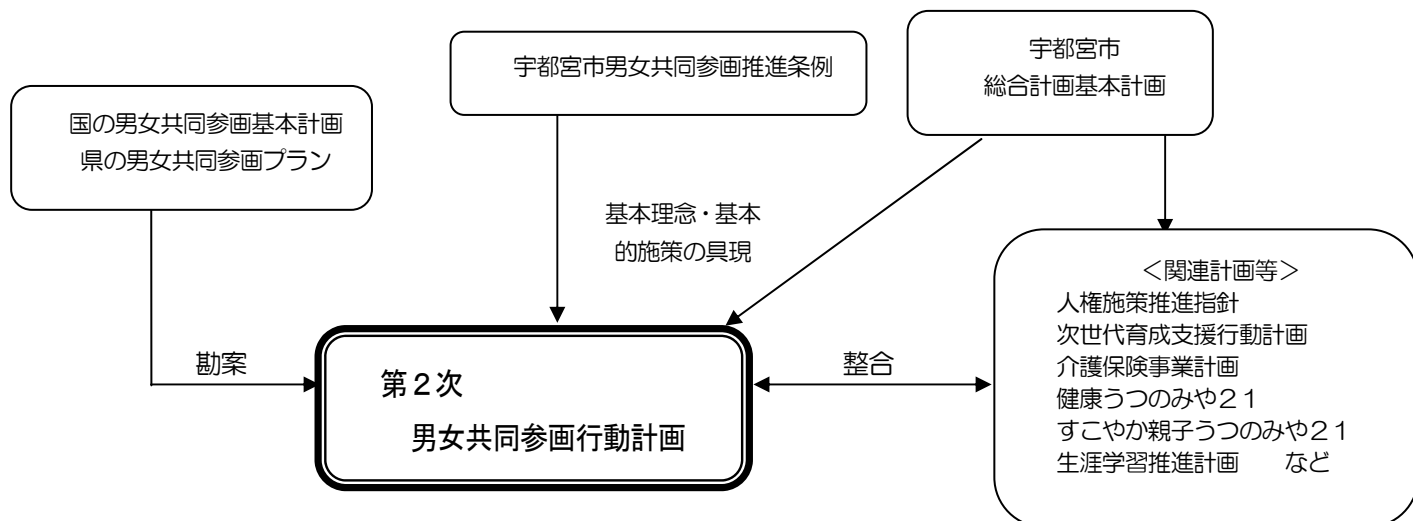 宇都宮市
総合計画基本計画
宇都宮市男女共同参画推進条例
国の男女共同参画基本計画
県の男女共同参画プラン
基本理念・基本
的施策の具現
＜関連計画等＞
人権施策推進指針
次世代育成支援行動計画
介護保険事業計画
健康うつのみや２１
すこやか親子うつのみや２１
生涯学習推進計画　　など
勘案
整合
第２次
男女共同参画行動計画